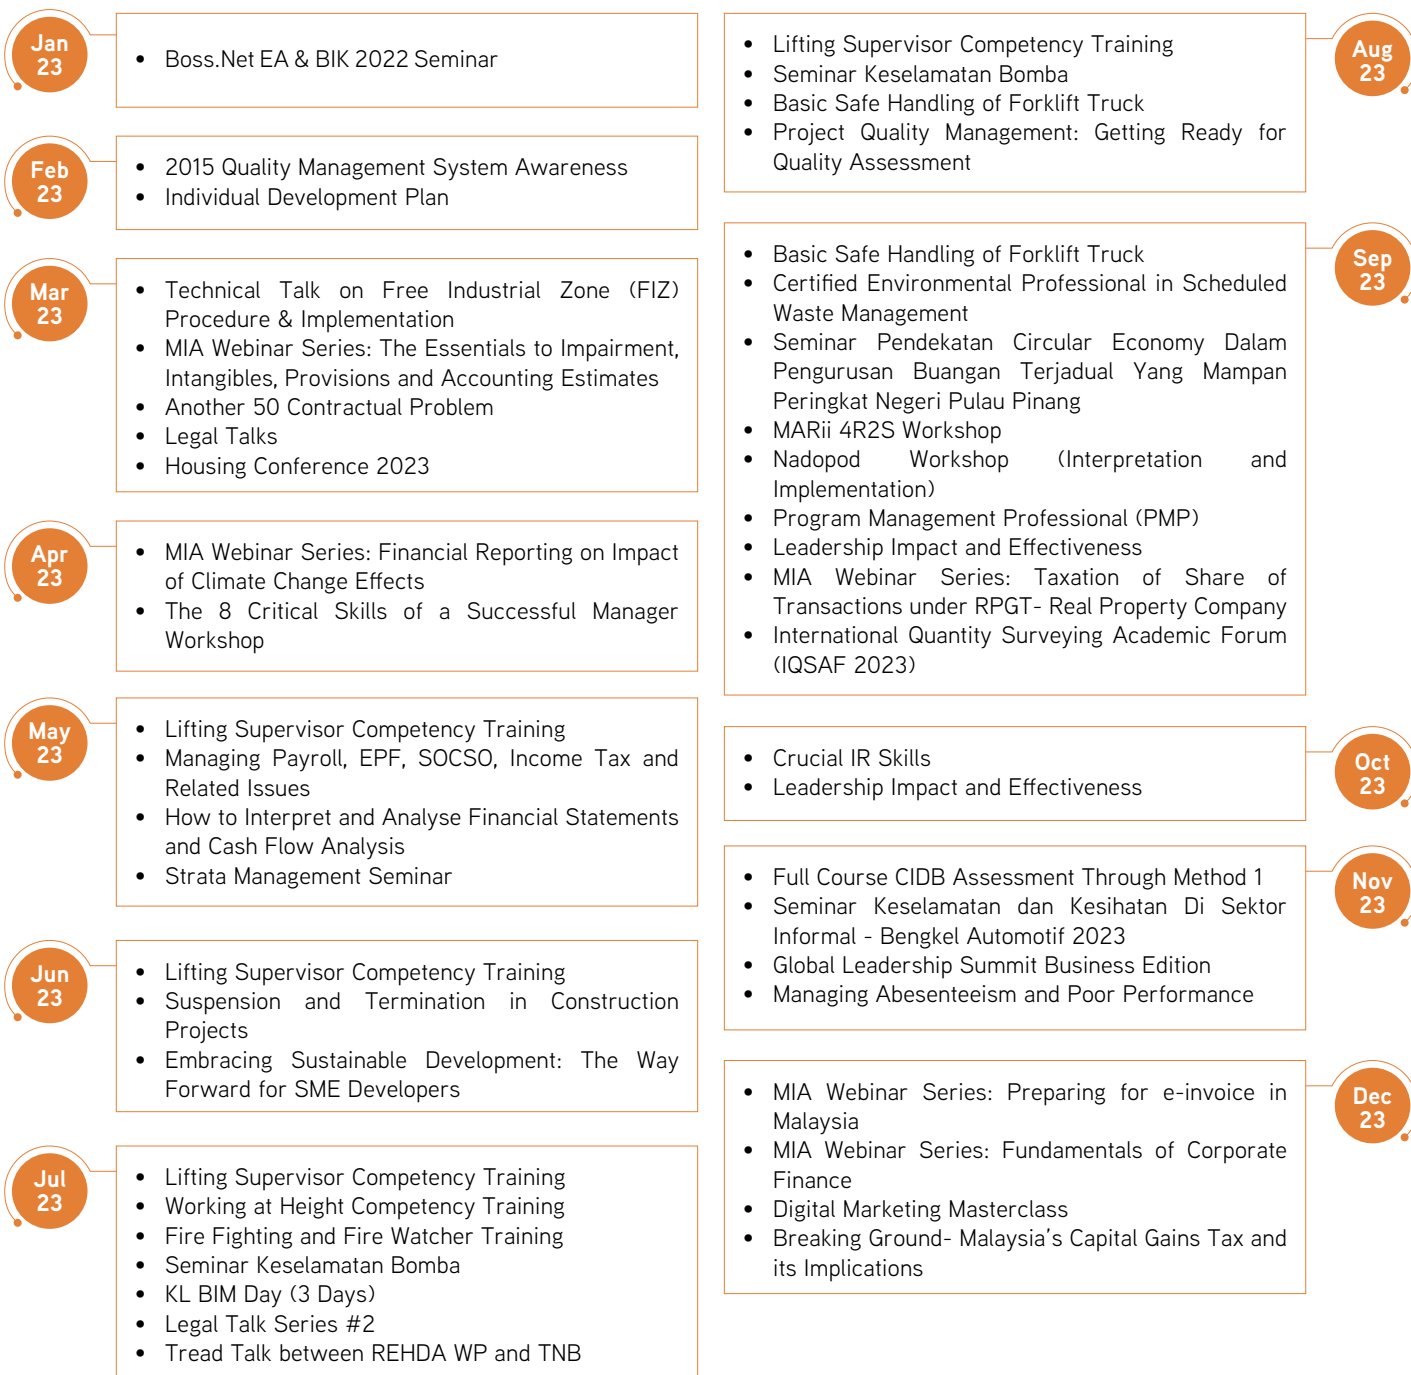 Jan
23
• Boss.Net EA & BIK 2022 Seminar
Feb
23
• 2015 Quality Management System Awareness
• Individual Development Plan
Mar
23
• Technical Talk on Free Industrial Zone (FIZ)
Procedure & Implementation
• MIA Webinar Series: The Essentials to Impairment,
Intangibles, Provisions and Accounting Estimates
• Another 50 Contractual Problem
• Legal Talks
• Housing Conference 2023
Apr
23
• MIA Webinar Series: Financial Reporting on Impact
of Climate Change Effects
• The 8 Critical Skills of a Successful Manager
Workshop
May
23
• Lifting Supervisor Competency Training
• Managing Payroll, EPF, SOCSO, Income Tax and
Related Issues
• How to Interpret and Analyse Financial Statements
and Cash Flow Analysis
• Strata Management Seminar
Jun
23
• Lifting Supervisor Competency Training
• Suspension and Termination in Construction
Projects
• Embracing Sustainable Development: The Way
Forward for SME Developers
Jul
23
• Lifting Supervisor Competency Training
• Working at Height Competency Training
• Fire Fighting and Fire Watcher Training
• Seminar Keselamatan Bomba
• KL BIM Day (3 Days)
• Legal Talk Series #2
• Tread Talk between REHDA WP and TNB
Aug
23
• Lifting Supervisor Competency Training
• Seminar Keselamatan Bomba
• Basic Safe Handling of Forklift Truck
• Project Quality Management: Getting Ready for
Quality Assessment
Sep
23
• Basic Safe Handling of Forklift Truck
• Certified Environmental Professional in Scheduled
Waste Management
• Seminar Pendekatan Circular Economy Dalam
Pengurusan Buangan Terjadual Yang Mampan
Peringkat Negeri Pulau Pinang
• MARii 4R2S Workshop
• Nadopod Workshop (Interpretation and
Implementation)
• Program Management Professional (PMP)
• Leadership Impact and Effectiveness
• MIA Webinar Series: Taxation of Share of
Transactions under RPGT- Real Property Company
• International Quantity Surveying Academic Forum
(IQSAF 2023)
Oct
23
• Crucial IR Skills
• Leadership Impact and Effectiveness
Nov
23
• Full Course CIDB Assessment Through Method 1
• Seminar Keselamatan dan Kesihatan Di Sektor
Informal - Bengkel Automotif 2023
• Global Leadership Summit Business Edition
• Managing Abesenteeism and Poor Performance
Dec
23
• MIA Webinar Series: Preparing for e-invoice in
Malaysia
• MIA Webinar Series: Fundamentals of Corporate
Finance
• Digital Marketing Masterclass
• Breaking Ground- Malaysia's Capital Gains Tax and
its Implications